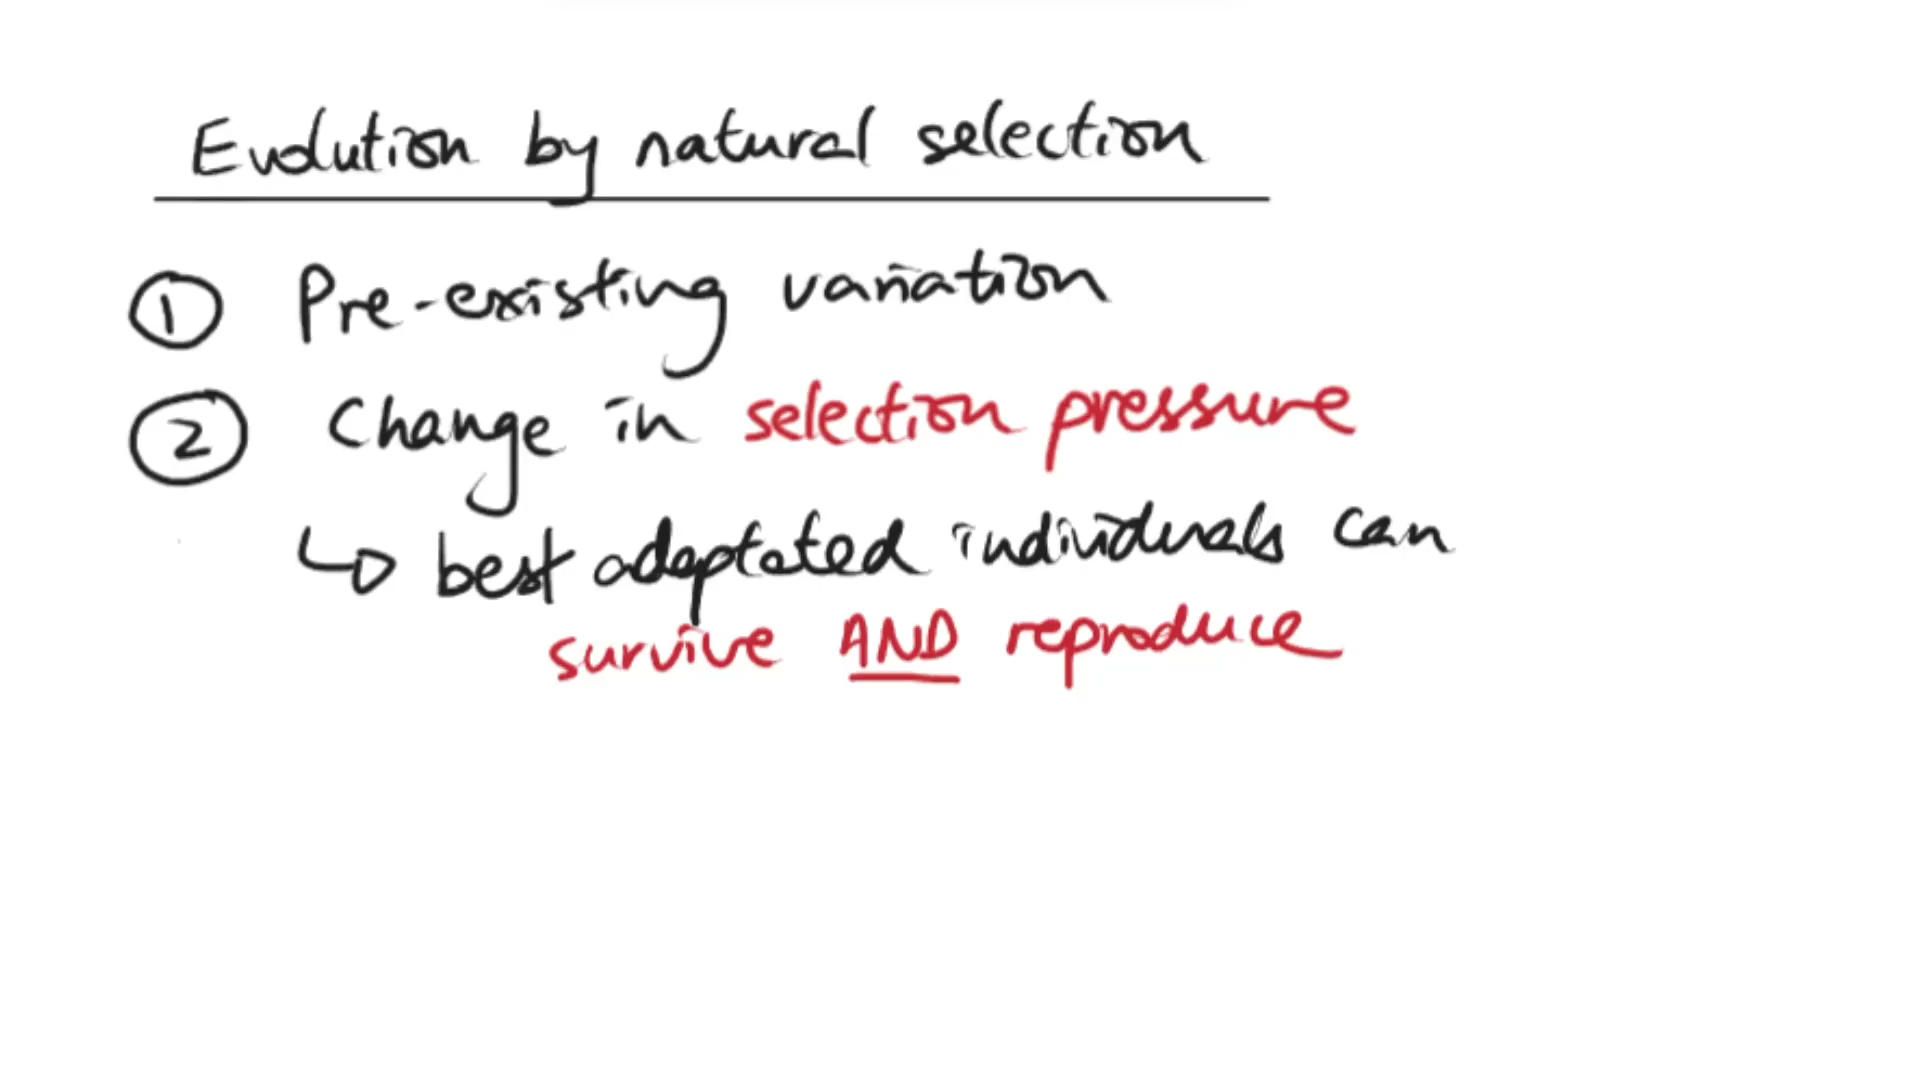 Evolution by natural selection
① Pre-existing variation
② Change in selection pressure
↳ best adaptated individuals can
survive AND reproduce